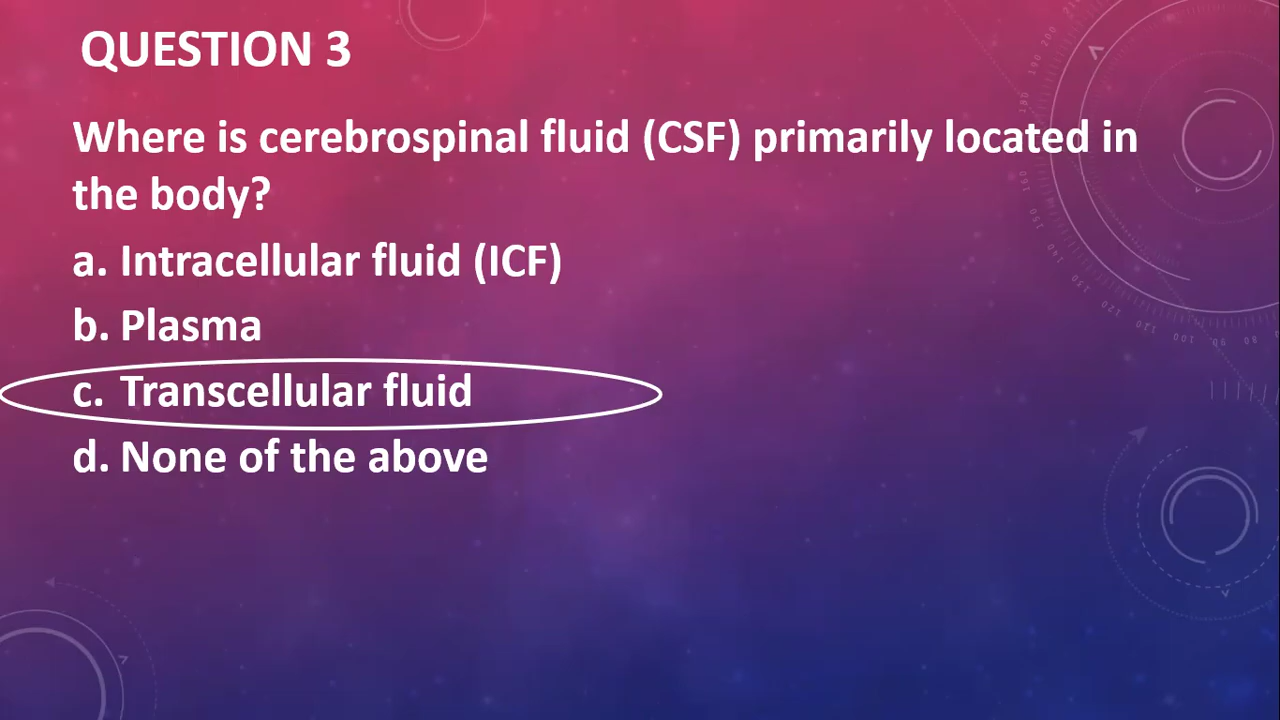 QUESTION 3
Where is cerebrospinal fluid (CSF) primarily located in
the body?
a. Intracellular fluid (ICF)
b. Plasma
c. Transcellular fluid
d. None of the above